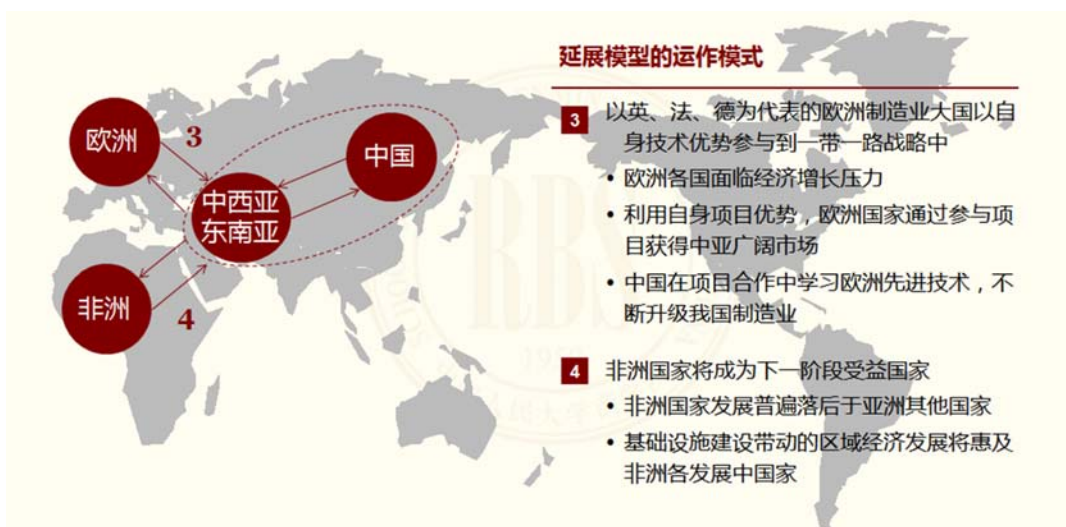 延展模型的运作模式
欧洲
3
中国
中西亚
东南亚
非洲
4
3 以英、法、德为代表的欧洲制造业大国以自
身技术优势参与到一带一路战略中
• 欧洲各国面临经济增长压力
• 利用自身项目优势，欧洲国家通过参与项
目获得中亚广阔市场
• 中国在项目合作中学习欧洲先进技术，不
断升级我国制造业
4 非洲国家将成为下一阶段受益国家
• 非洲国家发展普遍落后于亚洲其他国家
• 基础设施建设带动的区域经济发展将惠及
非洲各发展中国家
RBS